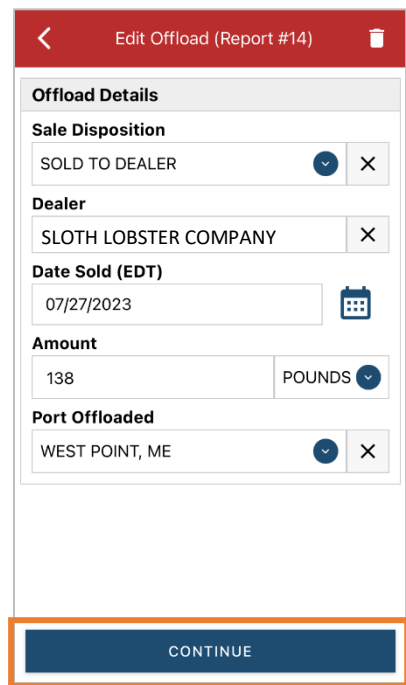 Edit Offload (Report #14)
Offload Details
Sale Disposition
SOLD TO DEALER
Dealer
SLOTH LOBSTER COMPANY
Date Sold (EDT)
07/27/2023
Amount
138 POUNDS
Port Offloaded
WEST POINT, ME
CONTINUE